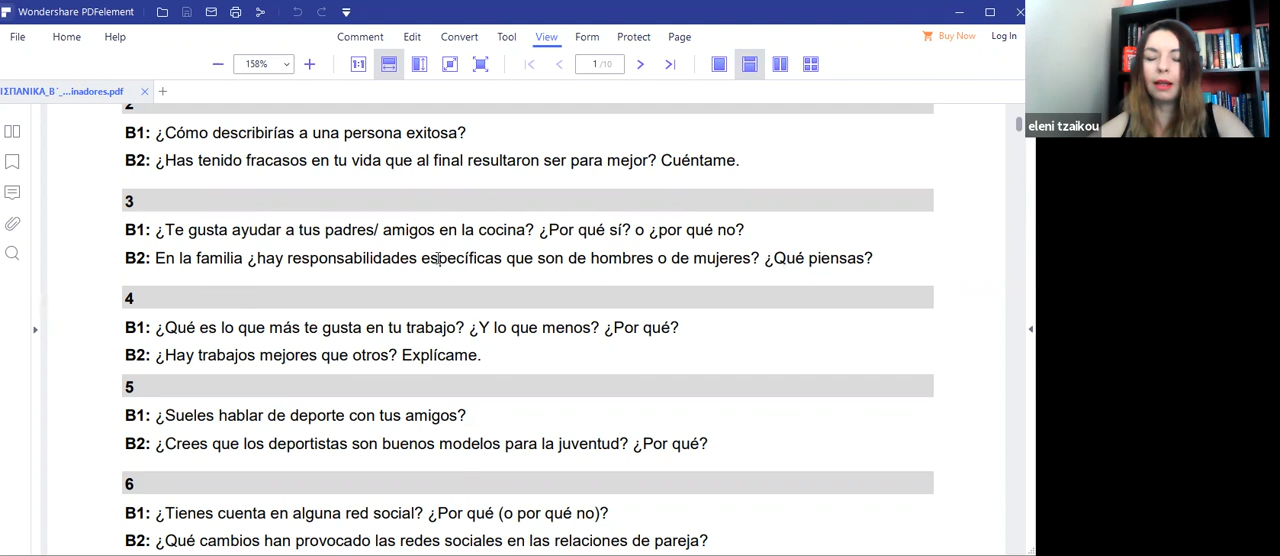 Wondershare PDFelement
File Home Help Comment Edit Convert Tool View Form Protect Page Buy Now Log In
158% 1 /10
ΙΣΠΑΝΙΚΑ_Β΄_...inadores.pdf
eleni tzaikou
2
B1: ¿Cómo describirías a una persona exitosa?
B2: ¿Has tenido fracasos en tu vida que al final resultaron ser para mejor? Cuéntame.
3
B1: ¿Te gusta ayudar a tus padres/ amigos en la cocina? ¿Por qué sí? o ¿por qué no?
B2: En la familia ¿hay responsabilidades específicas que son de hombres o de mujeres? ¿Qué piensas?
4
B1: ¿Qué es lo que más te gusta en tu trabajo? ¿Y lo que menos? ¿Por qué?
B2: ¿Hay trabajos mejores que otros? Explícame.
5
B1: ¿Sueles hablar de deporte con tus amigos?
B2: ¿Crees que los deportistas son buenos modelos para la juventud? ¿Por qué?
6
B1: ¿Tienes cuenta en alguna red social? ¿Por qué (o por qué no)?
B2: ¿Qué cambios han provocado las redes sociales en las relaciones de pareja?